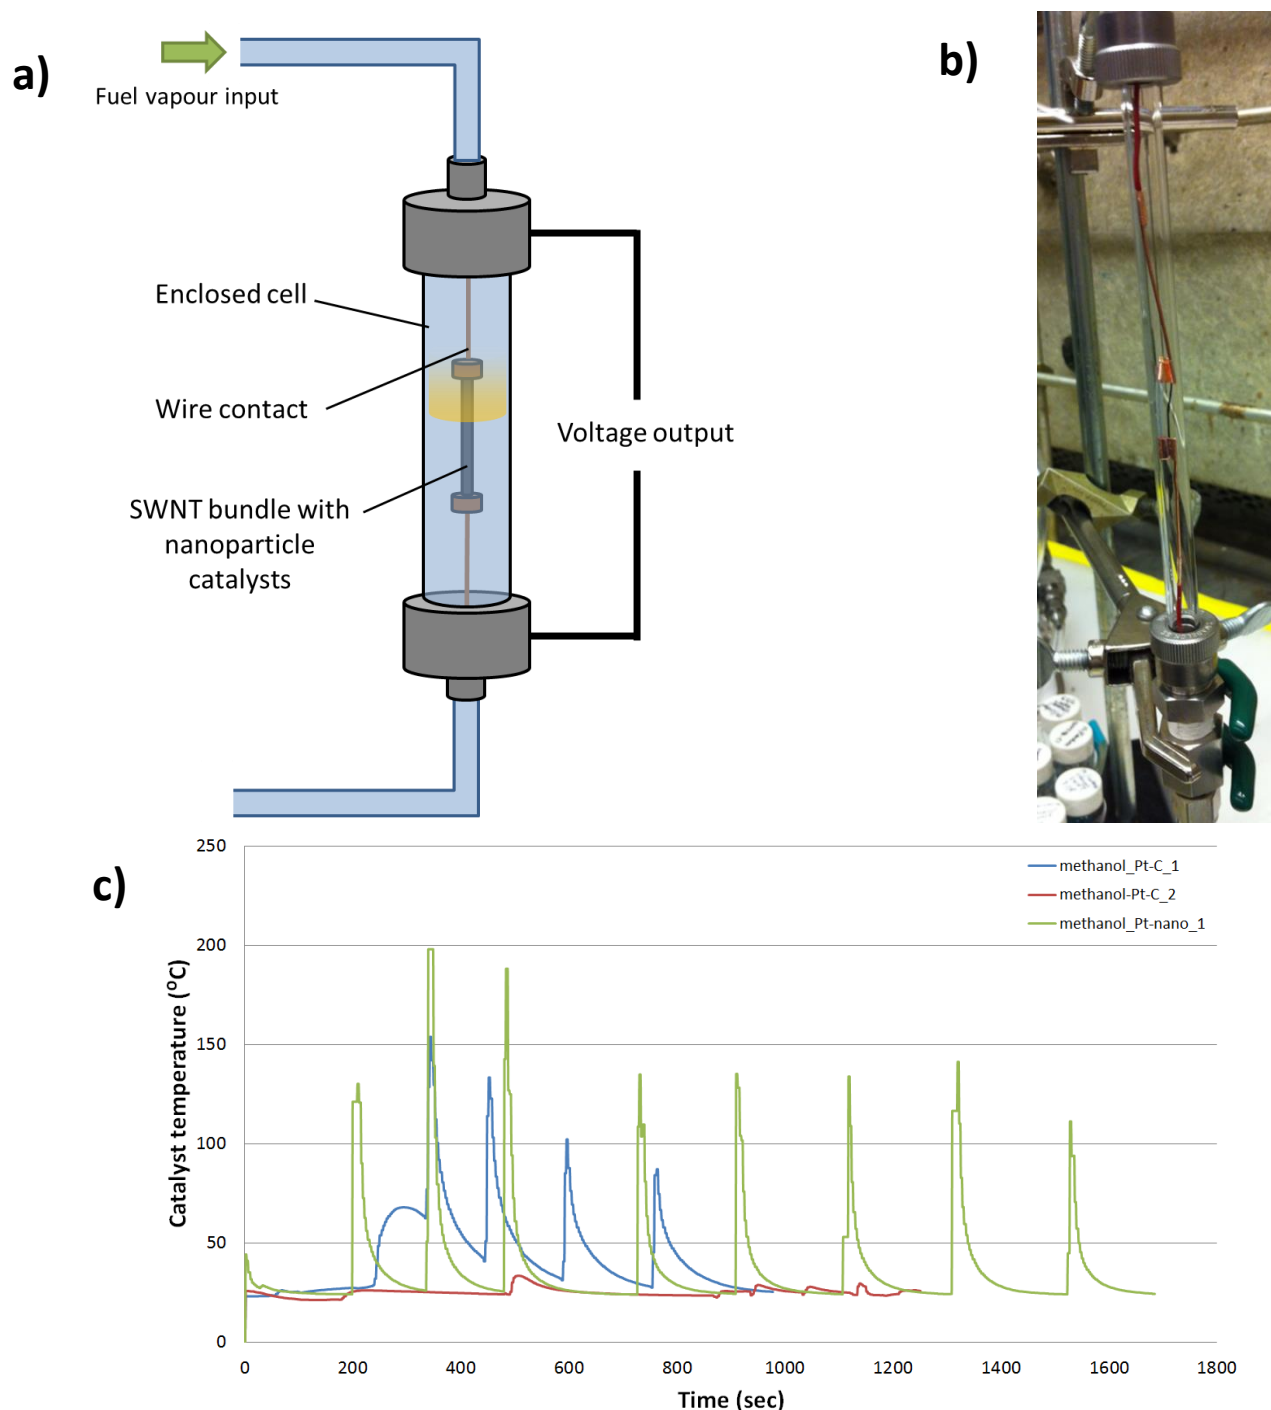 a)
Fuel vapour input
Enclosed cell
Wire contact
Voltage output
SWNT bundle with
nanoparticle
catalysts
b)
c)
250
200
150
100
50
0
Catalyst temperature (⁰C)
methanol_Pt-C_1
methanol-Pt-C_2
methanol_Pt-nano_1
0 200 400 600 800 1000 1200 1400 1600 1800
Time (sec)